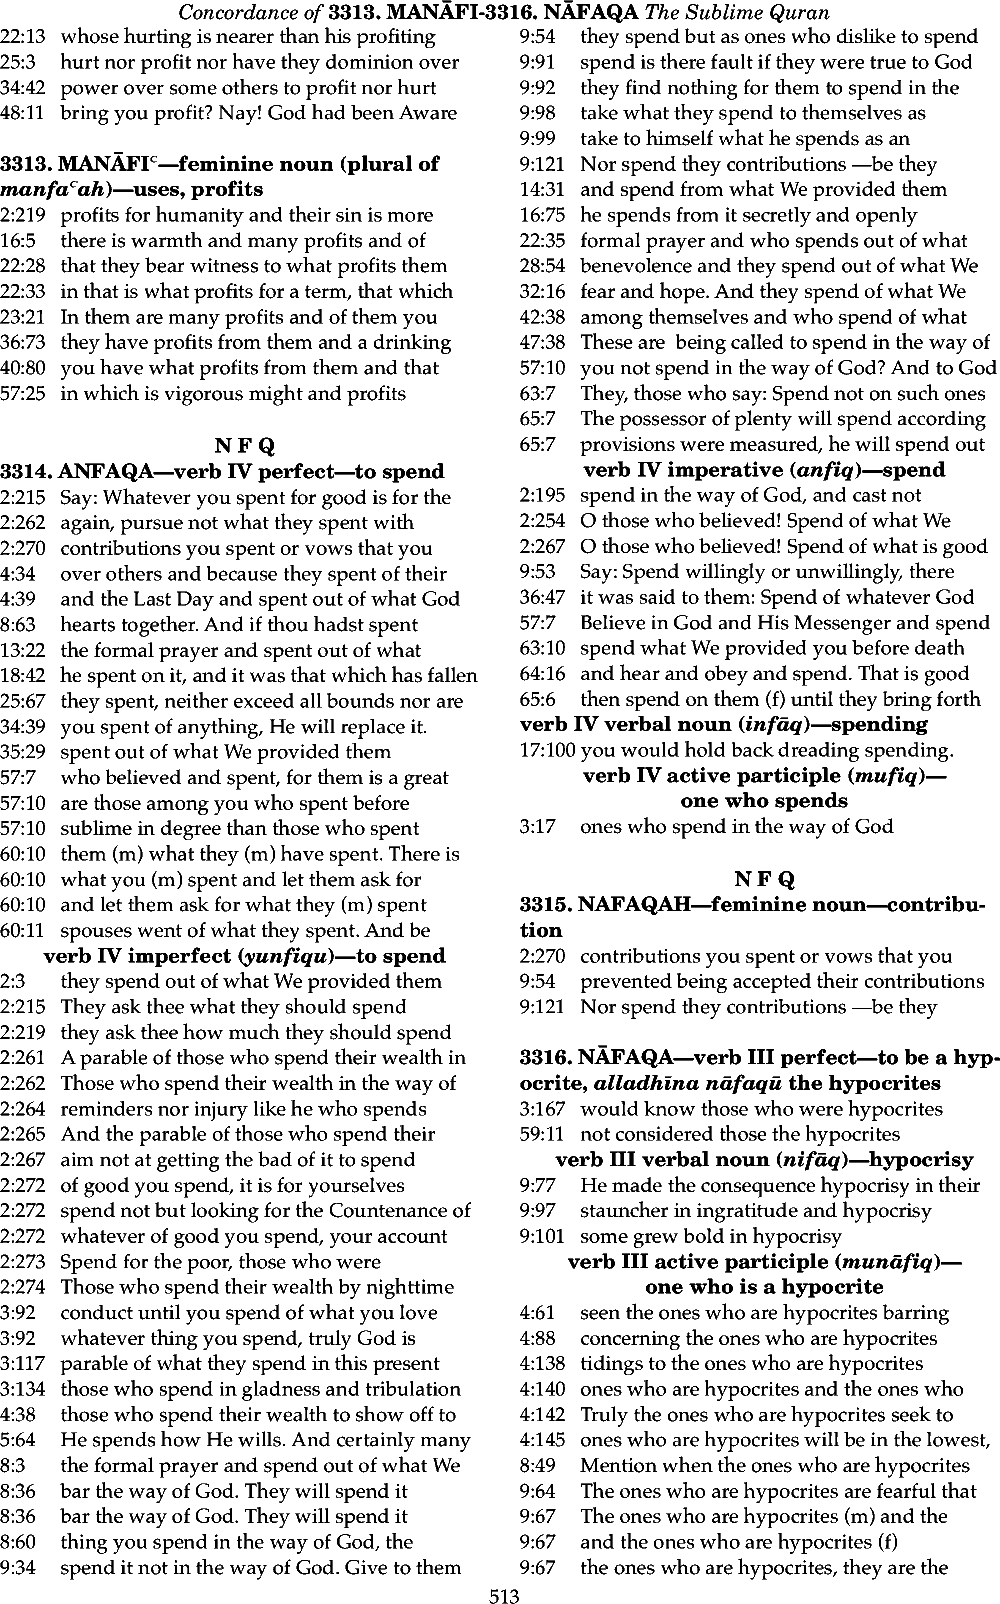 Concordance of 3313. MANĀFI-3316. NĀFAQA The Sublime Quran
22:13 whose hurting is nearer than his profiting
25:3 hurt nor profit nor have they dominion over
34:42 power over some others to profit nor hurt
48:11 bring you profit? Nay! God had been Aware
3313. MANĀFIᶜ—feminine noun (plural of
manfaᶜah)—uses, profits
2:219 profits for humanity and their sin is more
16:5 there is warmth and many profits and of
22:28 that they bear witness to what profits them
22:33 in that is what profits for a term, that which
23:21 In them are many profits and of them you
36:73 they have profits from them and a drinking
40:80 you have what profits from them and that
57:25 in which is vigorous might and profits
N F Q
3314. ANFAQA—verb IV perfect—to spend
2:215 Say: Whatever you spent for good is for the
2:262 again, pursue not what they spent with
2:270 contributions you spent or vows that you
4:34 over others and because they spent of their
4:39 and the Last Day and spent out of what God
8:63 hearts together. And if thou hadst spent
13:22 the formal prayer and spent out of what
18:42 he spent on it, and it was that which has fallen
25:67 they spent, neither exceed all bounds nor are
34:39 you spent of anything, He will replace it.
35:29 spent out of what We provided them
57:7 who believed and spent, for them is a great
57:10 are those among you who spent before
57:10 sublime in degree than those who spent
60:10 them (m) what they (m) have spent. There is
60:10 what you (m) spent and let them ask for
60:10 and let them ask for what they (m) spent
60:11 spouses went of what they spent. And be
verb IV imperfect (yunfiqu)—to spend
2:3 they spend out of what We provided them
2:215 They ask thee what they should spend
2:219 they ask thee how much they should spend
2:261 A parable of those who spend their wealth in
2:262 Those who spend their wealth in the way of
2:264 reminders nor injury like he who spends
2:265 And the parable of those who spend their
2:267 aim not at getting the bad of it to spend
2:272 of good you spend, it is for yourselves
2:272 spend not but looking for the Countenance of
2:272 whatever of good you spend, your account
2:273 Spend for the poor, those who were
2:274 Those who spend their wealth by nighttime
3:92 conduct until you spend of what you love
3:92 whatever thing you spend, truly God is
3:117 parable of what they spend in this present
3:134 those who spend in gladness and tribulation
4:38 those who spend their wealth to show off to
5:64 He spends how He wills. And certainly many
8:3 the formal prayer and spend out of what We
8:36 bar the way of God. They will spend it
8:36 bar the way of God. They will spend it
8:60 thing you spend in the way of God, the
9:34 spend it not in the way of God. Give to them
9:54 they spend but as ones who dislike to spend
9:91 spend is there fault if they were true to God
9:92 they find nothing for them to spend in the
9:98 take what they spend to themselves as
9:99 take to himself what he spends as an
9:121 Nor spend they contributions —be they
14:31 and spend from what We provided them
16:75 he spends from it secretly and openly
22:35 formal prayer and who spends out of what
28:54 benevolence and they spend out of what We
32:16 fear and hope. And they spend of what We
42:38 among themselves and who spend of what
47:38 These are being called to spend in the way of
57:10 you not spend in the way of God? And to God
63:7 They, those who say: Spend not on such ones
65:7 The possessor of plenty will spend according
65:7 provisions were measured, he will spend out
verb IV imperative (anfiq)—spend
2:195 spend in the way of God, and cast not
2:254 O those who believed! Spend of what We
2:267 O those who believed! Spend of what is good
9:53 Say: Spend willingly or unwillingly, there
36:47 it was said to them: Spend of whatever God
57:7 Believe in God and His Messenger and spend
63:10 spend what We provided you before death
64:16 and hear and obey and spend. That is good
65:6 then spend on them (f) until they bring forth
verb IV verbal noun (infāq)—spending
17:100 you would hold back dreading spending.
verb IV active participle (mufiq)—
one who spends
3:17 ones who spend in the way of God
N F Q
3315. NAFAQAH—feminine noun—contribu-
tion
2:270 contributions you spent or vows that you
9:54 prevented being accepted their contributions
9:121 Nor spend they contributions —be they
3316. NĀFAQA—verb III perfect—to be a hyp-
ocrite, alladhīna nāfaqū the hypocrites
3:167 would know those who were hypocrites
59:11 not considered those the hypocrites
verb III verbal noun (nifāq)—hypocrisy
9:77 He made the consequence hypocrisy in their
9:97 stauncher in ingratitude and hypocrisy
9:101 some grew bold in hypocrisy
verb III active participle (munāfiq)—
one who is a hypocrite
4:61 seen the ones who are hypocrites barring
4:88 concerning the ones who are hypocrites
4:138 tidings to the ones who are hypocrites
4:140 ones who are hypocrites and the ones who
4:142 Truly the ones who are hypocrites seek to
4:145 ones who are hypocrites will be in the lowest,
8:49 Mention when the ones who are hypocrites
9:64 The ones who are hypocrites are fearful that
9:67 The ones who are hypocrites (m) and the
9:67 and the ones who are hypocrites (f)
9:67 the ones who are hypocrites, they are the
513